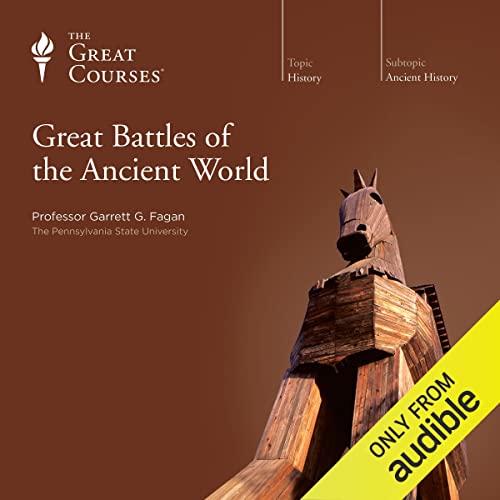 THE
GREAT
COURSES®
Topic
History
Subtopic
Ancient History
Great Battles of
the Ancient World
Professor Garrett G. Fagan
The Pennsylvania State University
ONLY FROM
audible